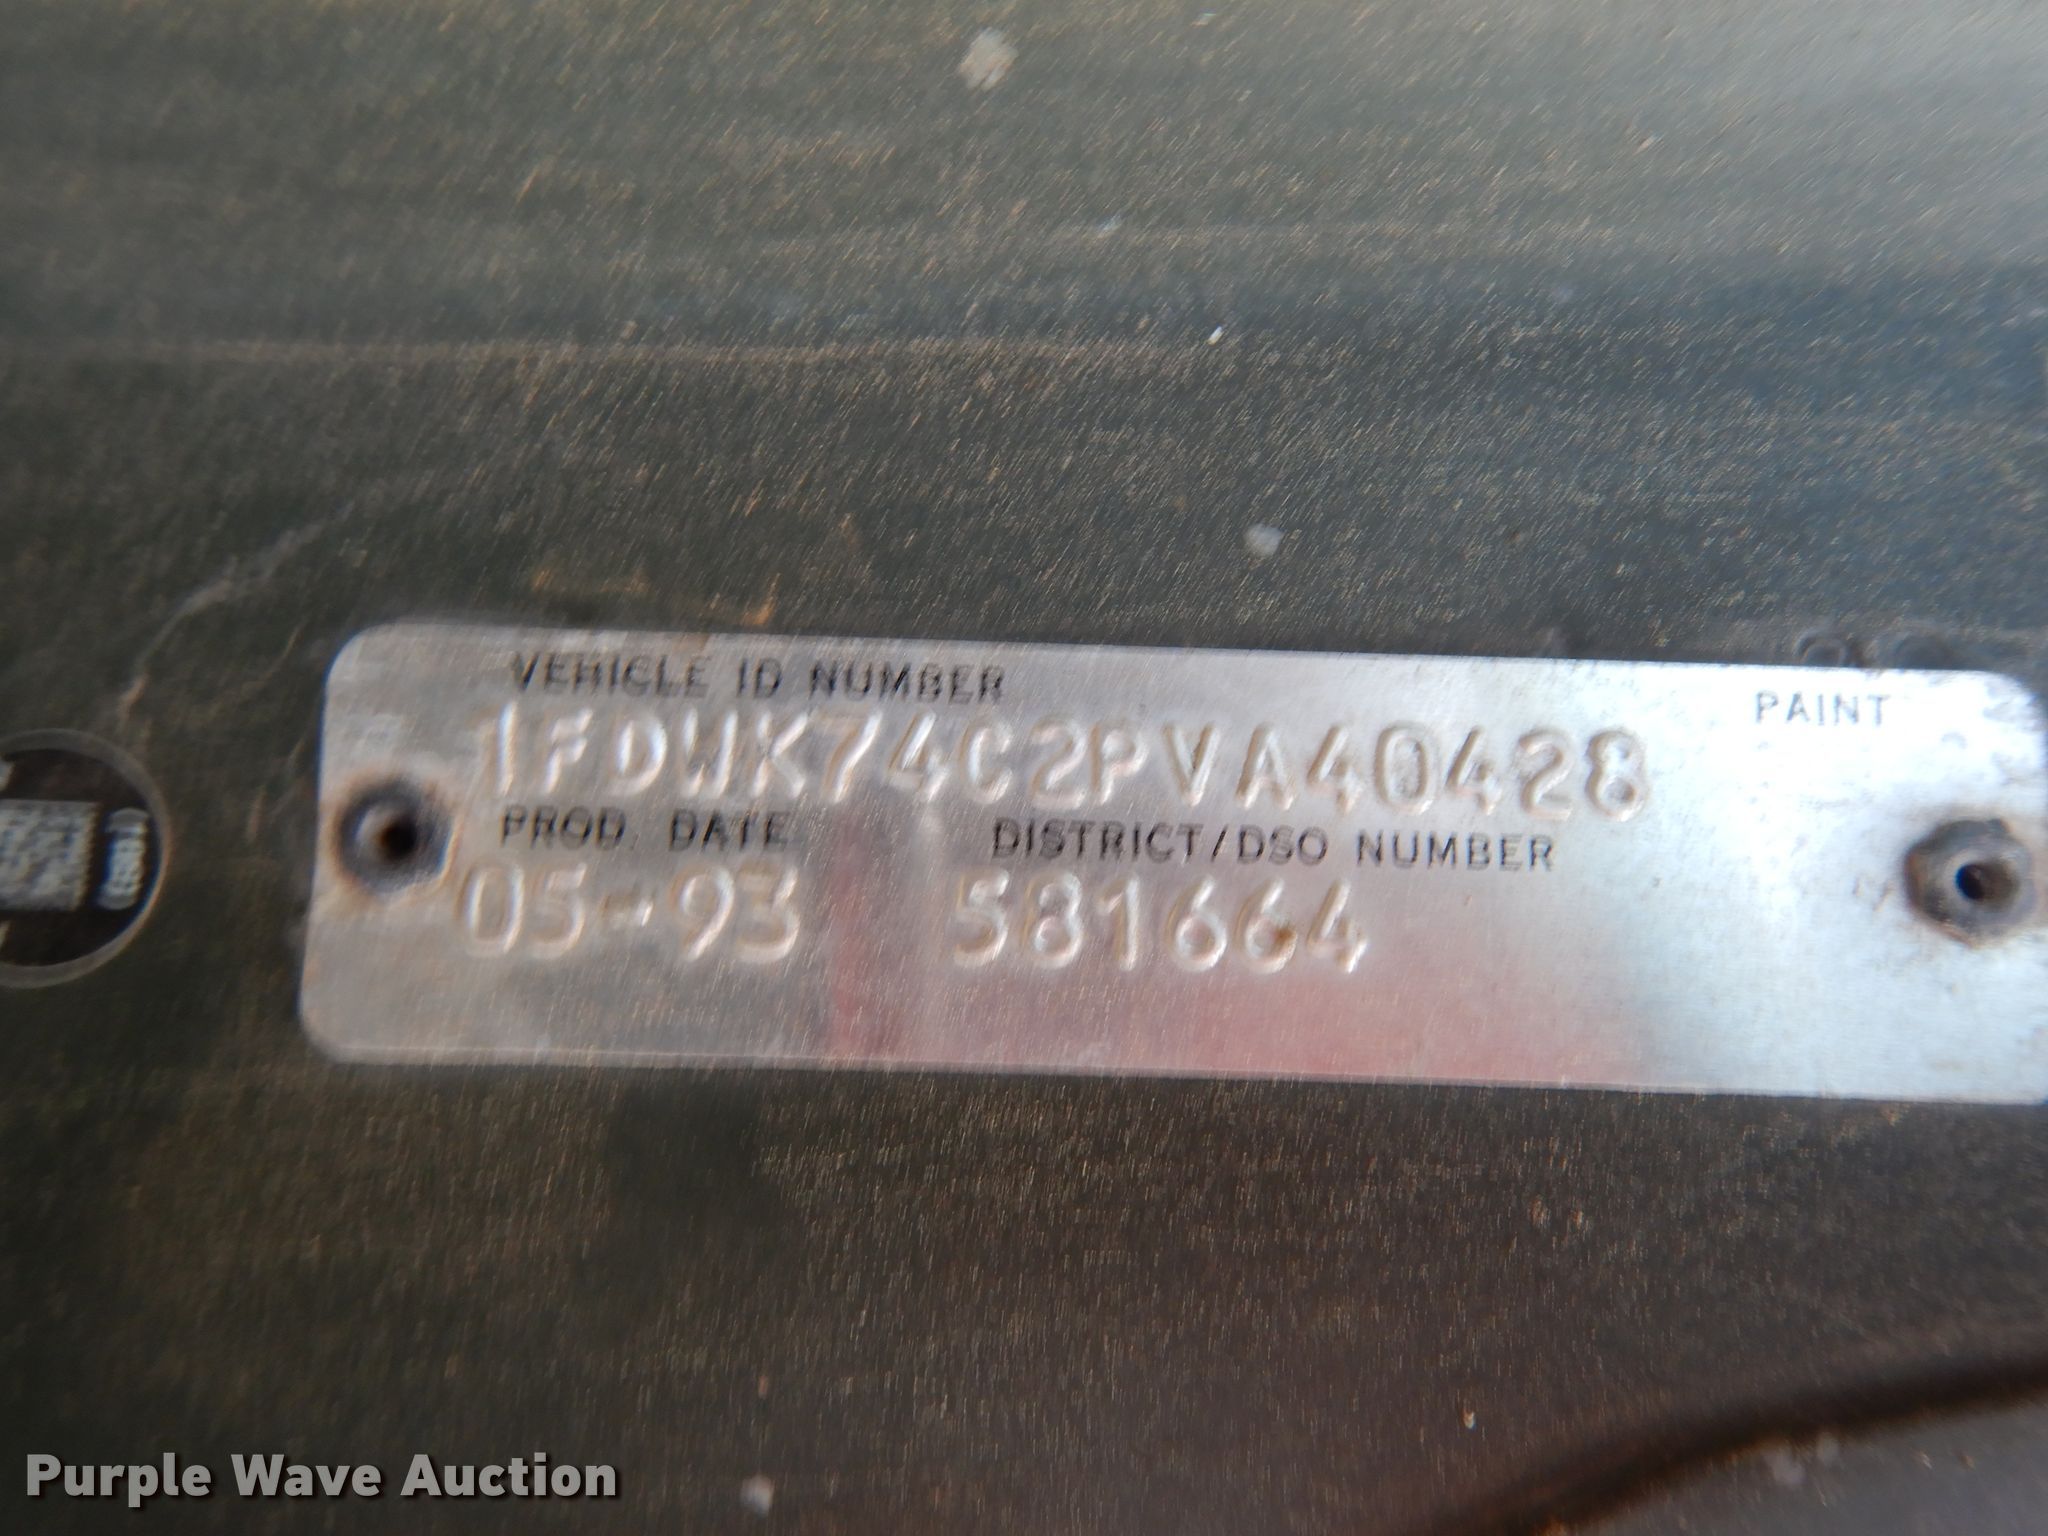 VEHICLE ID NUMBER
PAINT
1FDWK74C2PVA40428
PROD. DATE
DISTRICT/DSO NUMBER
05-93
581664
Purple Wave Auction